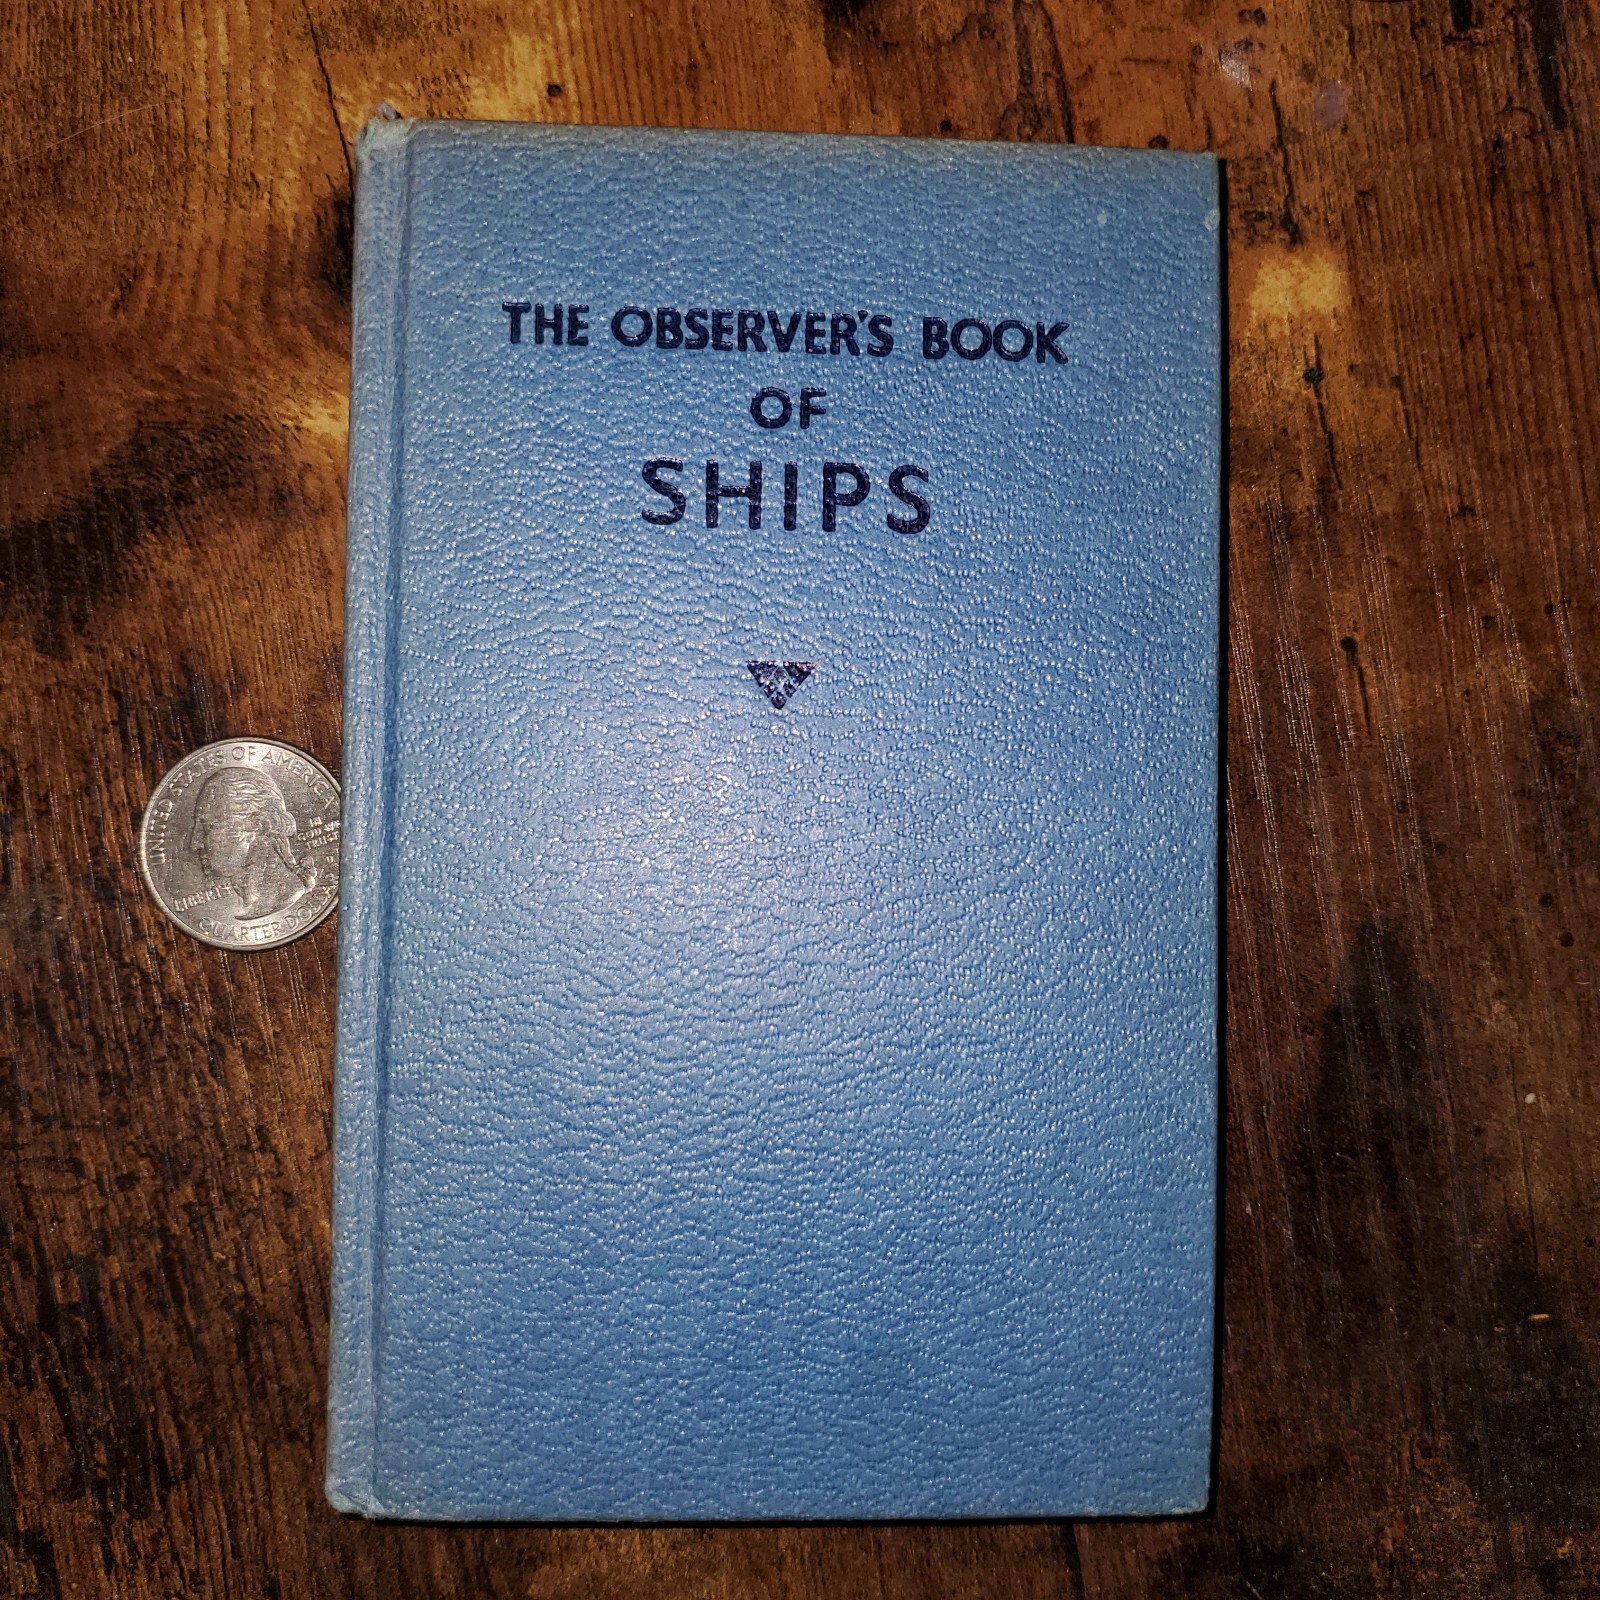 THE OBSERVER'S BOOK
OF
SHIPS
UNITED STATES OF AMERICA
IN
GOD WE
TRUST
LIBERTY
QUARTER DOLLAR